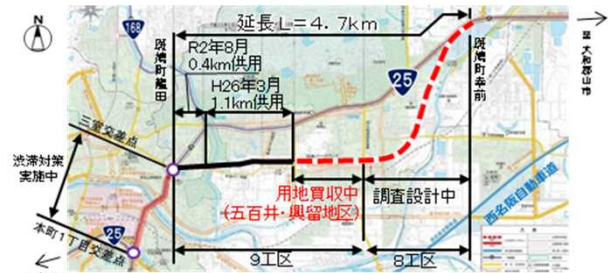 延長L=4.7km
至 大和郡山市
168
斑鳩町龍田
R2年8月
0.4km供用
H26年3月
1.1km供用
25
斑鳩町幸前
三室交差点
渋滞対策
実施中
用地買収中
(五百井・興留地区)
調査設計中
西名阪自動車道
本町1丁目交差点
25
9工区
8工区